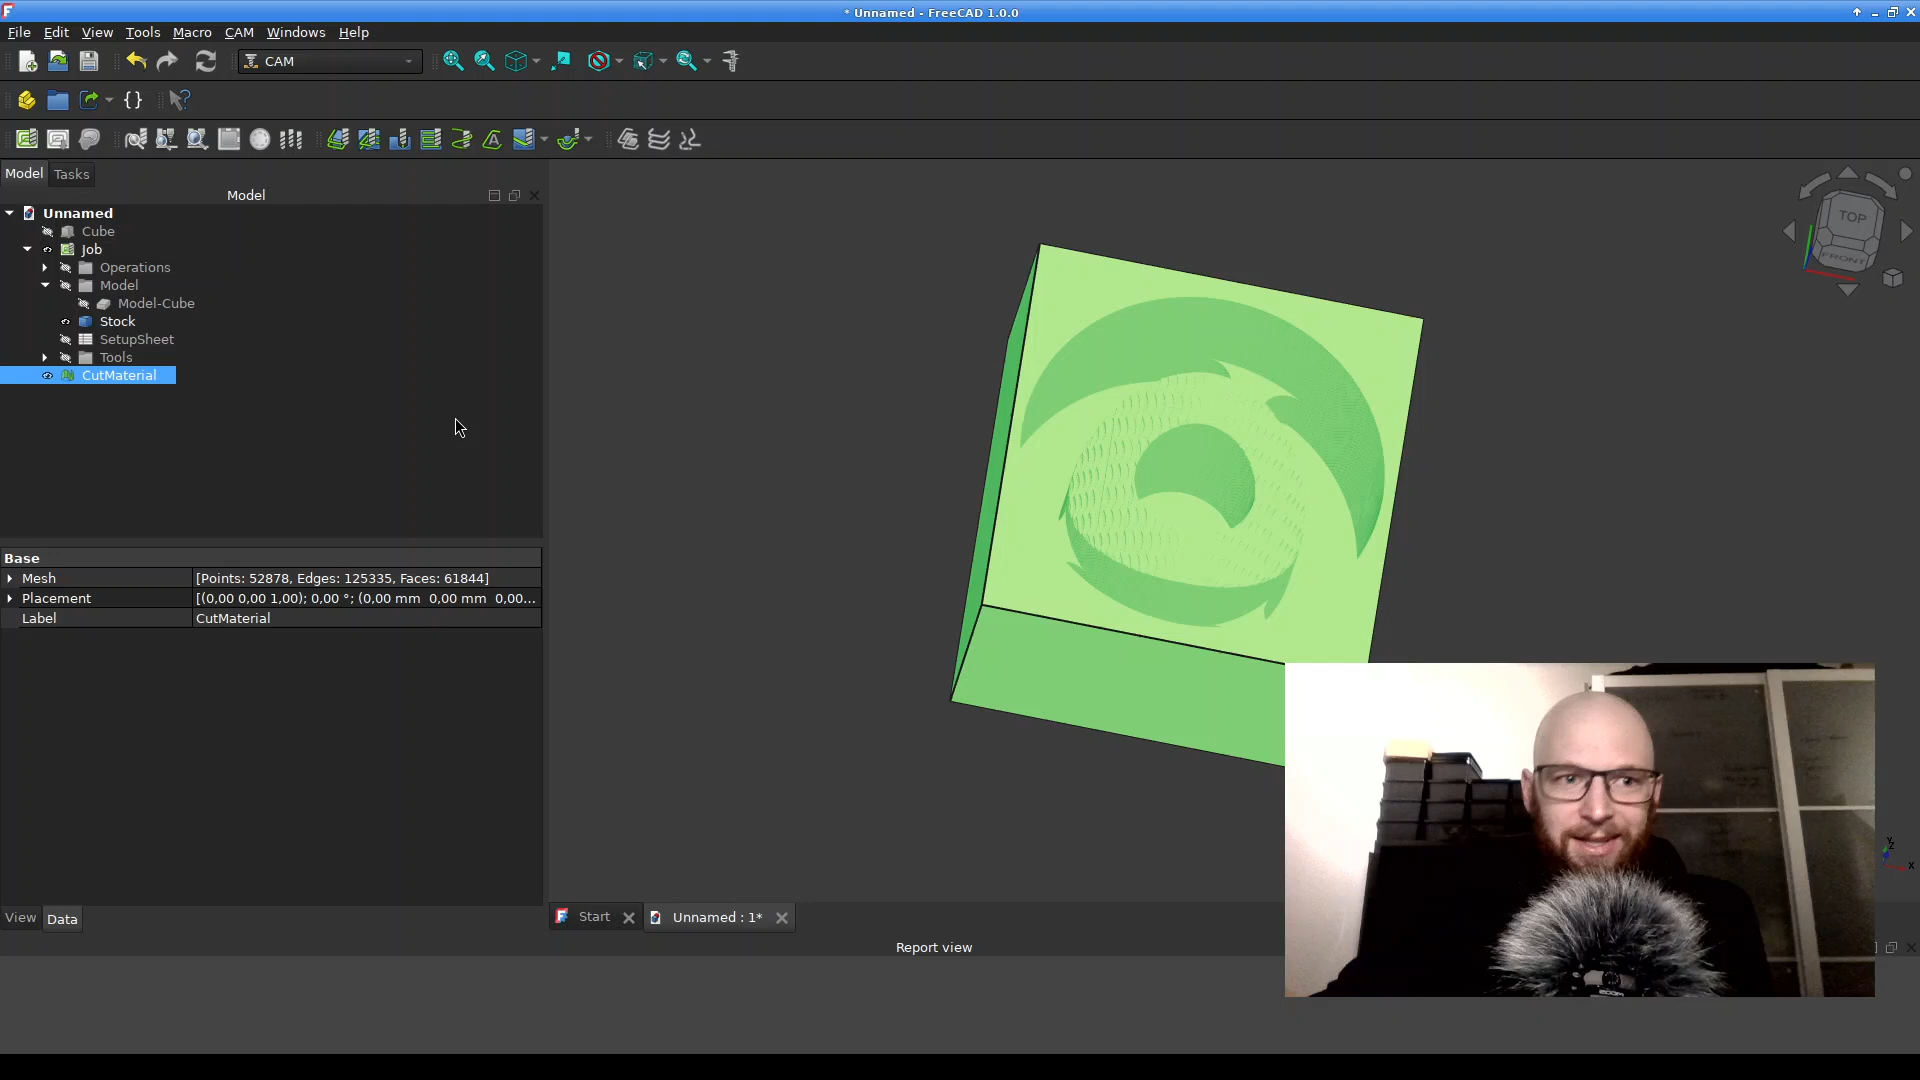 * Unnamed - FreeCAD 1.0.0
File Edit View Tools Macro CAM Windows Help
CAM
Model Tasks
Model
Unnamed
Cube
Job
Operations
Model
Model-Cube
Stock
SetupSheet
Tools
CutMaterial
TOP
FRONT
Base
Mesh [Points: 52878, Edges: 125335, Faces: 61844]
Placement [(0,00 0,00 1,00); 0,00 °; (0,00 mm 0,00 mm 0,00...
Label CutMaterial
Z
X
View Data
Start Unnamed : 1*
Report view
zoom